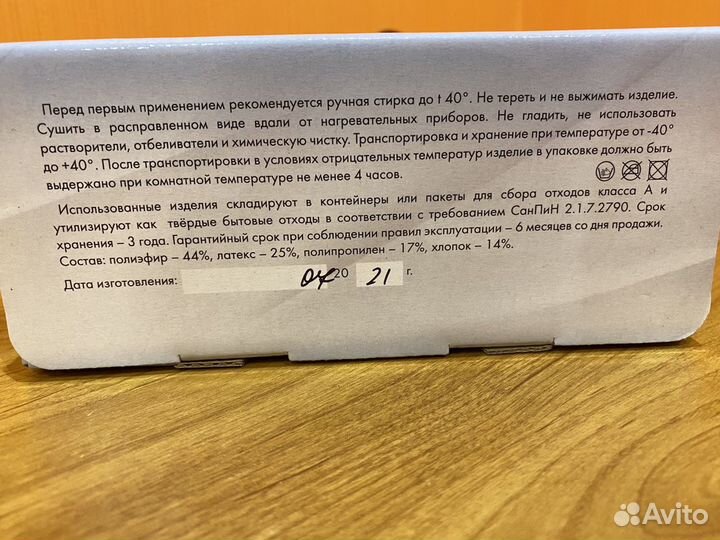 Перед первым применением рекомендуется ручная стирка до t 40°. Не тереть и не выжимать изделие.
Сушить в расправленном виде вдали от нагревательных приборов. Не гладить, не использовать
растворители, отбеливатели и химическую чистку. Транспортировка и хранение при температуре от -40°
до +40°. После транспортировки в условиях отрицательных температур изделие в упаковке должно быть
выдержано при комнатной температуре не менее 4 часов.
Использованные изделия складируют в контейнеры или пакеты для сбора отходов класса А и
утилизируют как твёрдые бытовые отходы в соответствии с требованием СанПиН 2.1.7.2790. Срок
хранения – 3 года. Гарантийный срок при соблюдении правил эксплуатации – 6 месяцев со дня продажи.
Состав: полиэфир – 44%, латекс – 25%, полипропилен – 17%, хлопок – 14%.
Дата изготовления: 04 20 21 г.
Avito